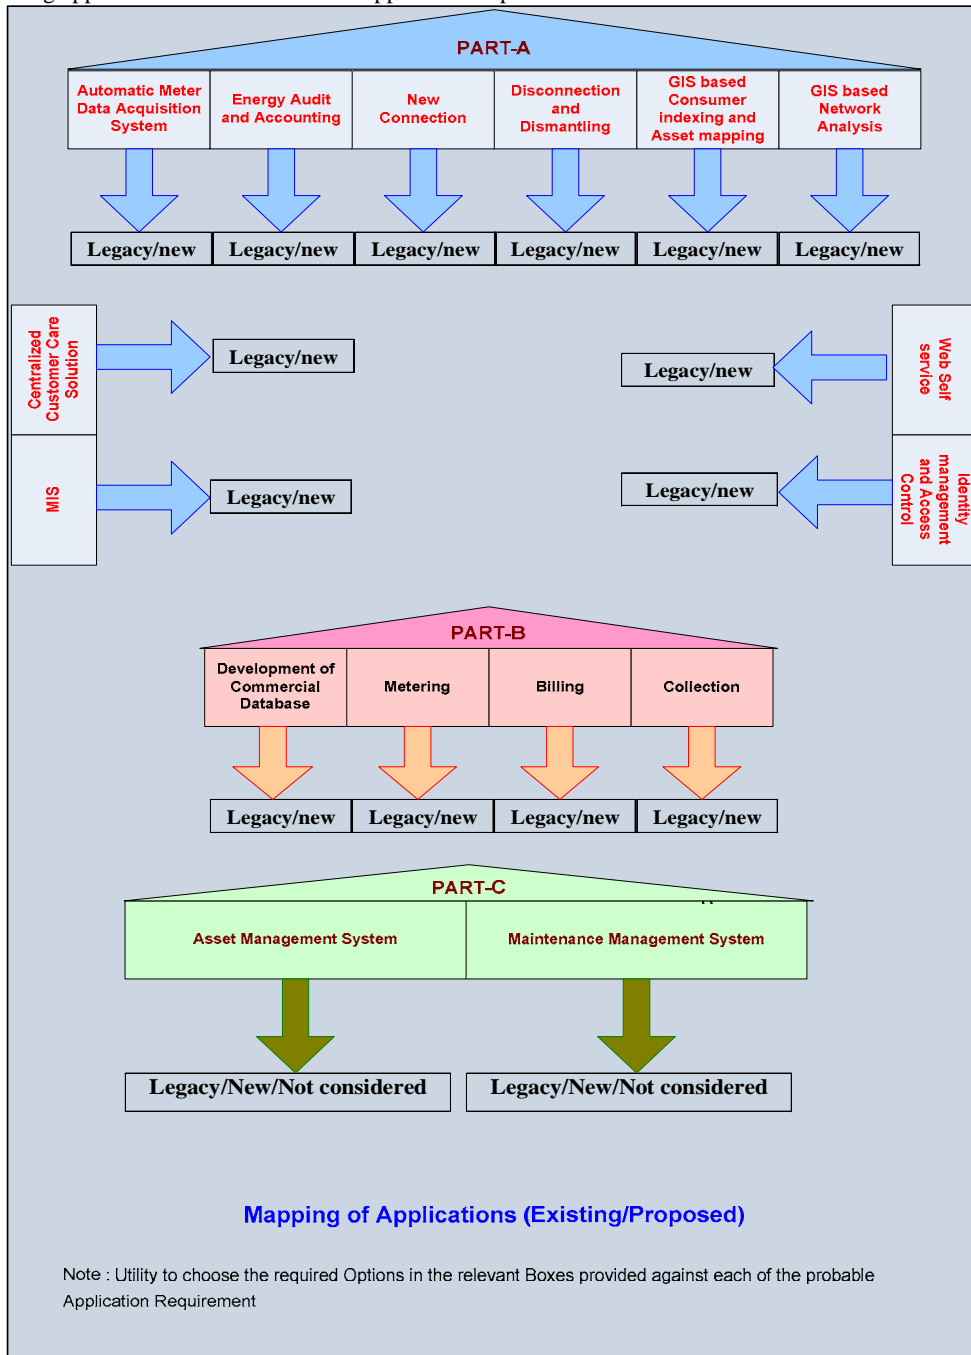 PART-A
Automatic Meter
Data Acquisition
System
Energy Audit
and Accounting
New
Connection
Disconnection
and
Dismantling
GIS based
Consumer
indexing and
Asset mapping
GIS based
Network
Analysis
Legacy/new
Legacy/new
Legacy/new
Legacy/new
Legacy/new
Legacy/new
Centralized
Customer Care
Solution
Legacy/new
Legacy/new
Web Self
service
MIS
Legacy/new
Legacy/new
Identity
management
and Access
Control
PART-B
Development of
Commercial
Database
Metering
Billing
Collection
Legacy/new
Legacy/new
Legacy/new
Legacy/new
PART-C
Asset Management System
Maintenance Management System
Legacy/New/Not considered
Legacy/New/Not considered
Mapping of Applications (Existing/Proposed)
Note : Utility to choose the required Options in the relevant Boxes provided against each of the probable
Application Requirement